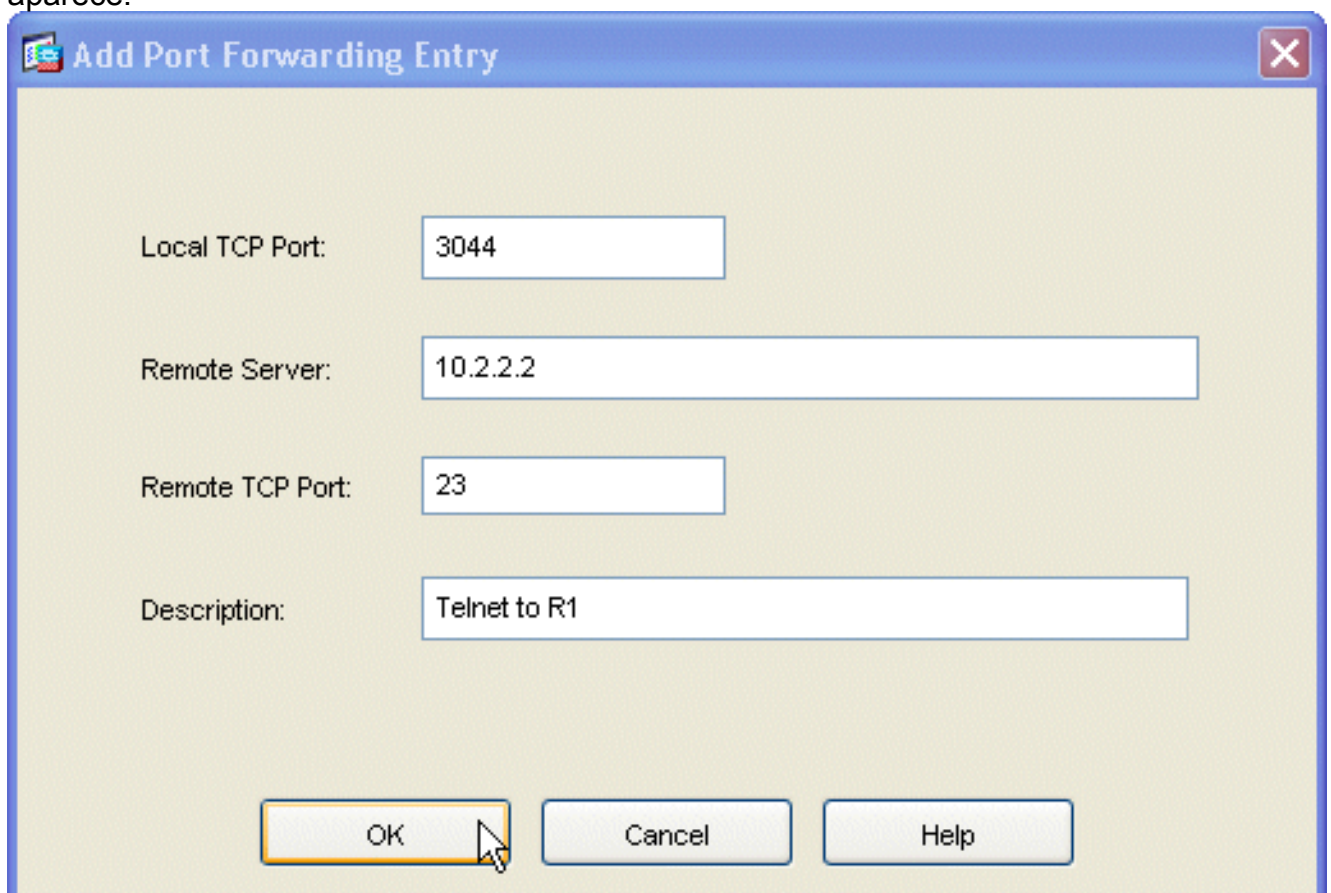 aparece.
Add Port Forwarding Entry
Local TCP Port: 3044
Remote Server: 10.2.2.2
Remote TCP Port: 23
Description: Telnet to R1
OK Cancel Help